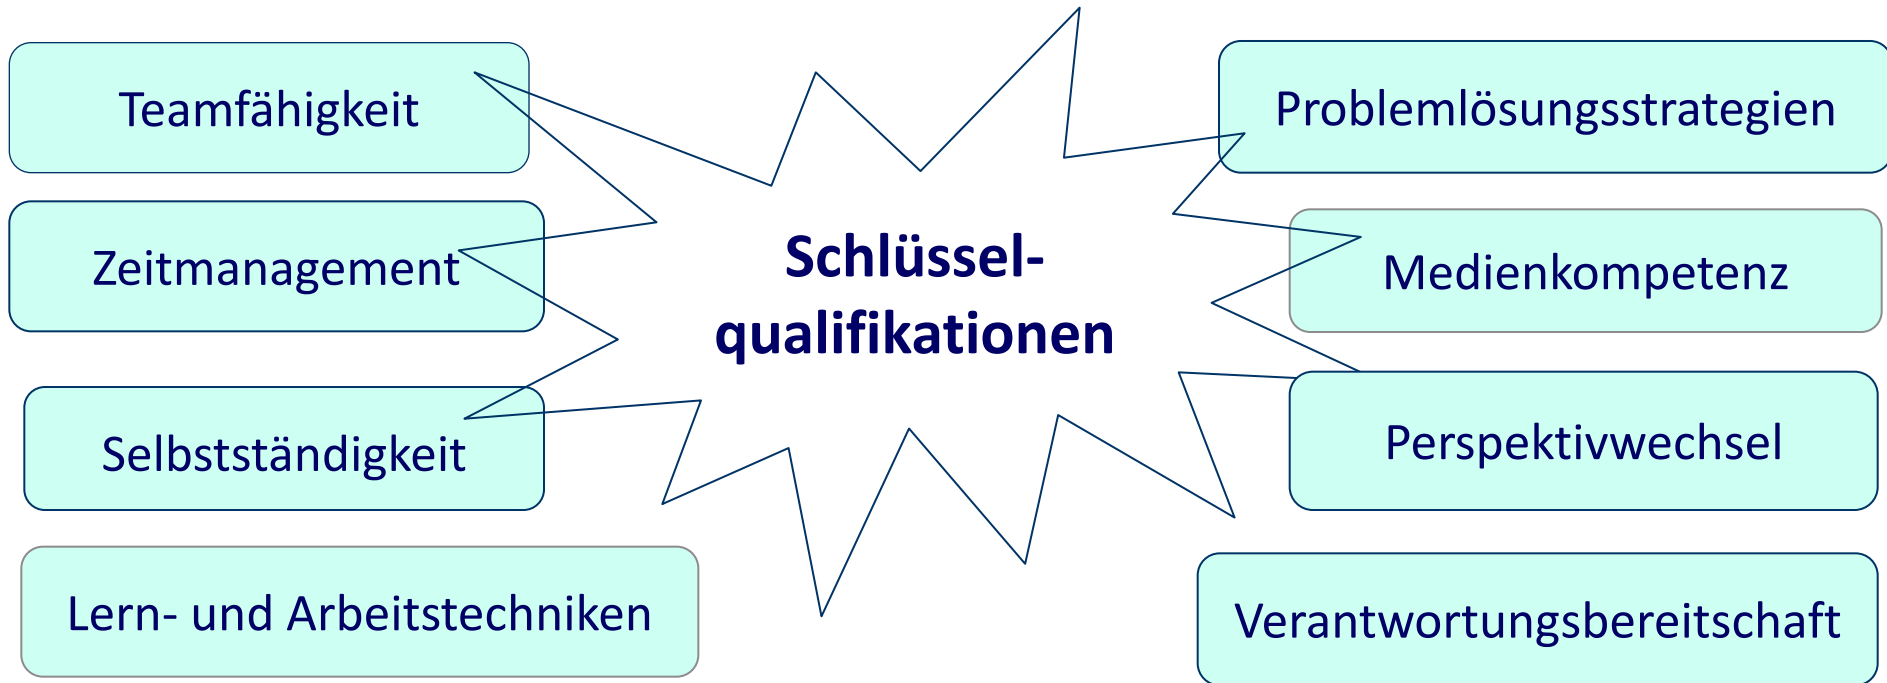 Teamfähigkeit
Zeitmanagement
Selbstständigkeit
Lern- und Arbeitstechniken
Schlüssel-
qualifikationen
Problemlösungsstrategien
Medienkompetenz
Perspektivwechsel
Verantwortungsbereitschaft